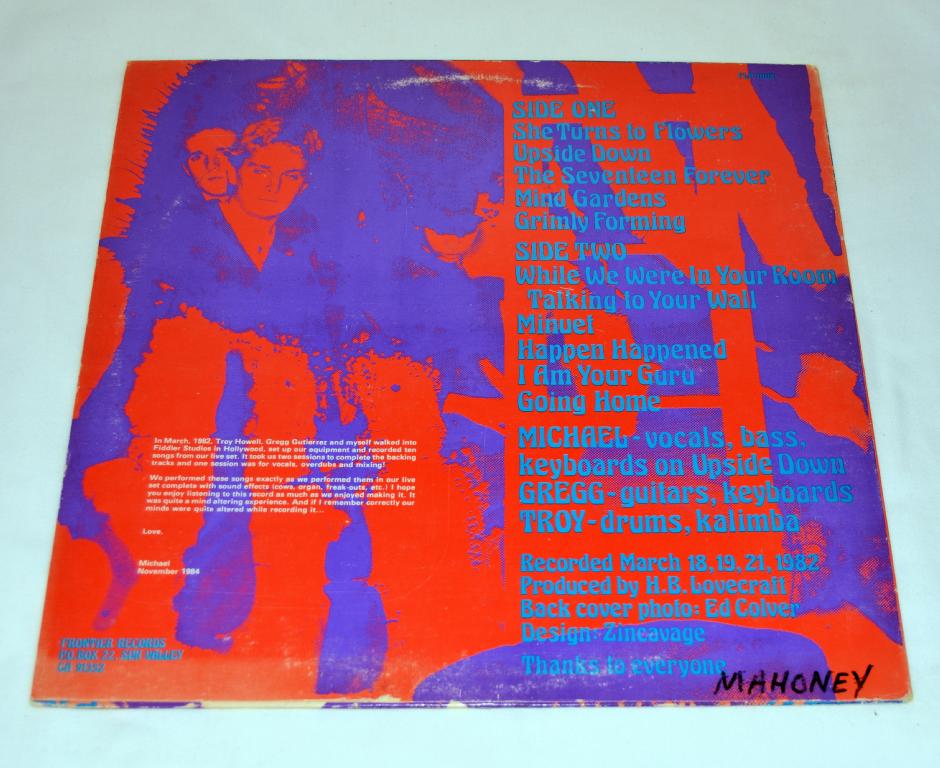 SIDE ONE
She Turns to Flowers
Upside Down
The Seventeen Forever
Mind Gardens
Grimly Forming
SIDE TWO
While We Were In Your Room
Talking to Your Wall
Minuet
Happen Happened
I Am Your Guru
Going Home
MICHAEL - vocals, bass,
keyboards on Upside Down
GREGG - guitars, keyboards
TROY - drums, kalimba
Recorded March 18, 19, 21, 1982
Produced by H.B. Lovecraft
Back cover photo: Ed Colver
Design: Zincavage
Thanks to everyone
MAHONEY
In March, 1982, Troy Howell, Gregg Gutierrez and myself walked into
Fiddler Studios in Hollywood, set up our equipment and recorded ten
songs from our live set. It took us two sessions to complete the backing
tracks and one session was for vocals, overdubs and mixing!
We performed these songs exactly as we performed them in our live
set complete with sound effects (cows, organ, freak-outs, etc.) I hope
you enjoy listening to this record as much as we enjoyed making it. It
was quite a mind altering experience. And if I remember correctly our
minds were quite altered while recording it...
Love,
Michael
November 1984
FRONTIER RECORDS
PO BOX 22, SUN VALLEY
CA 91352